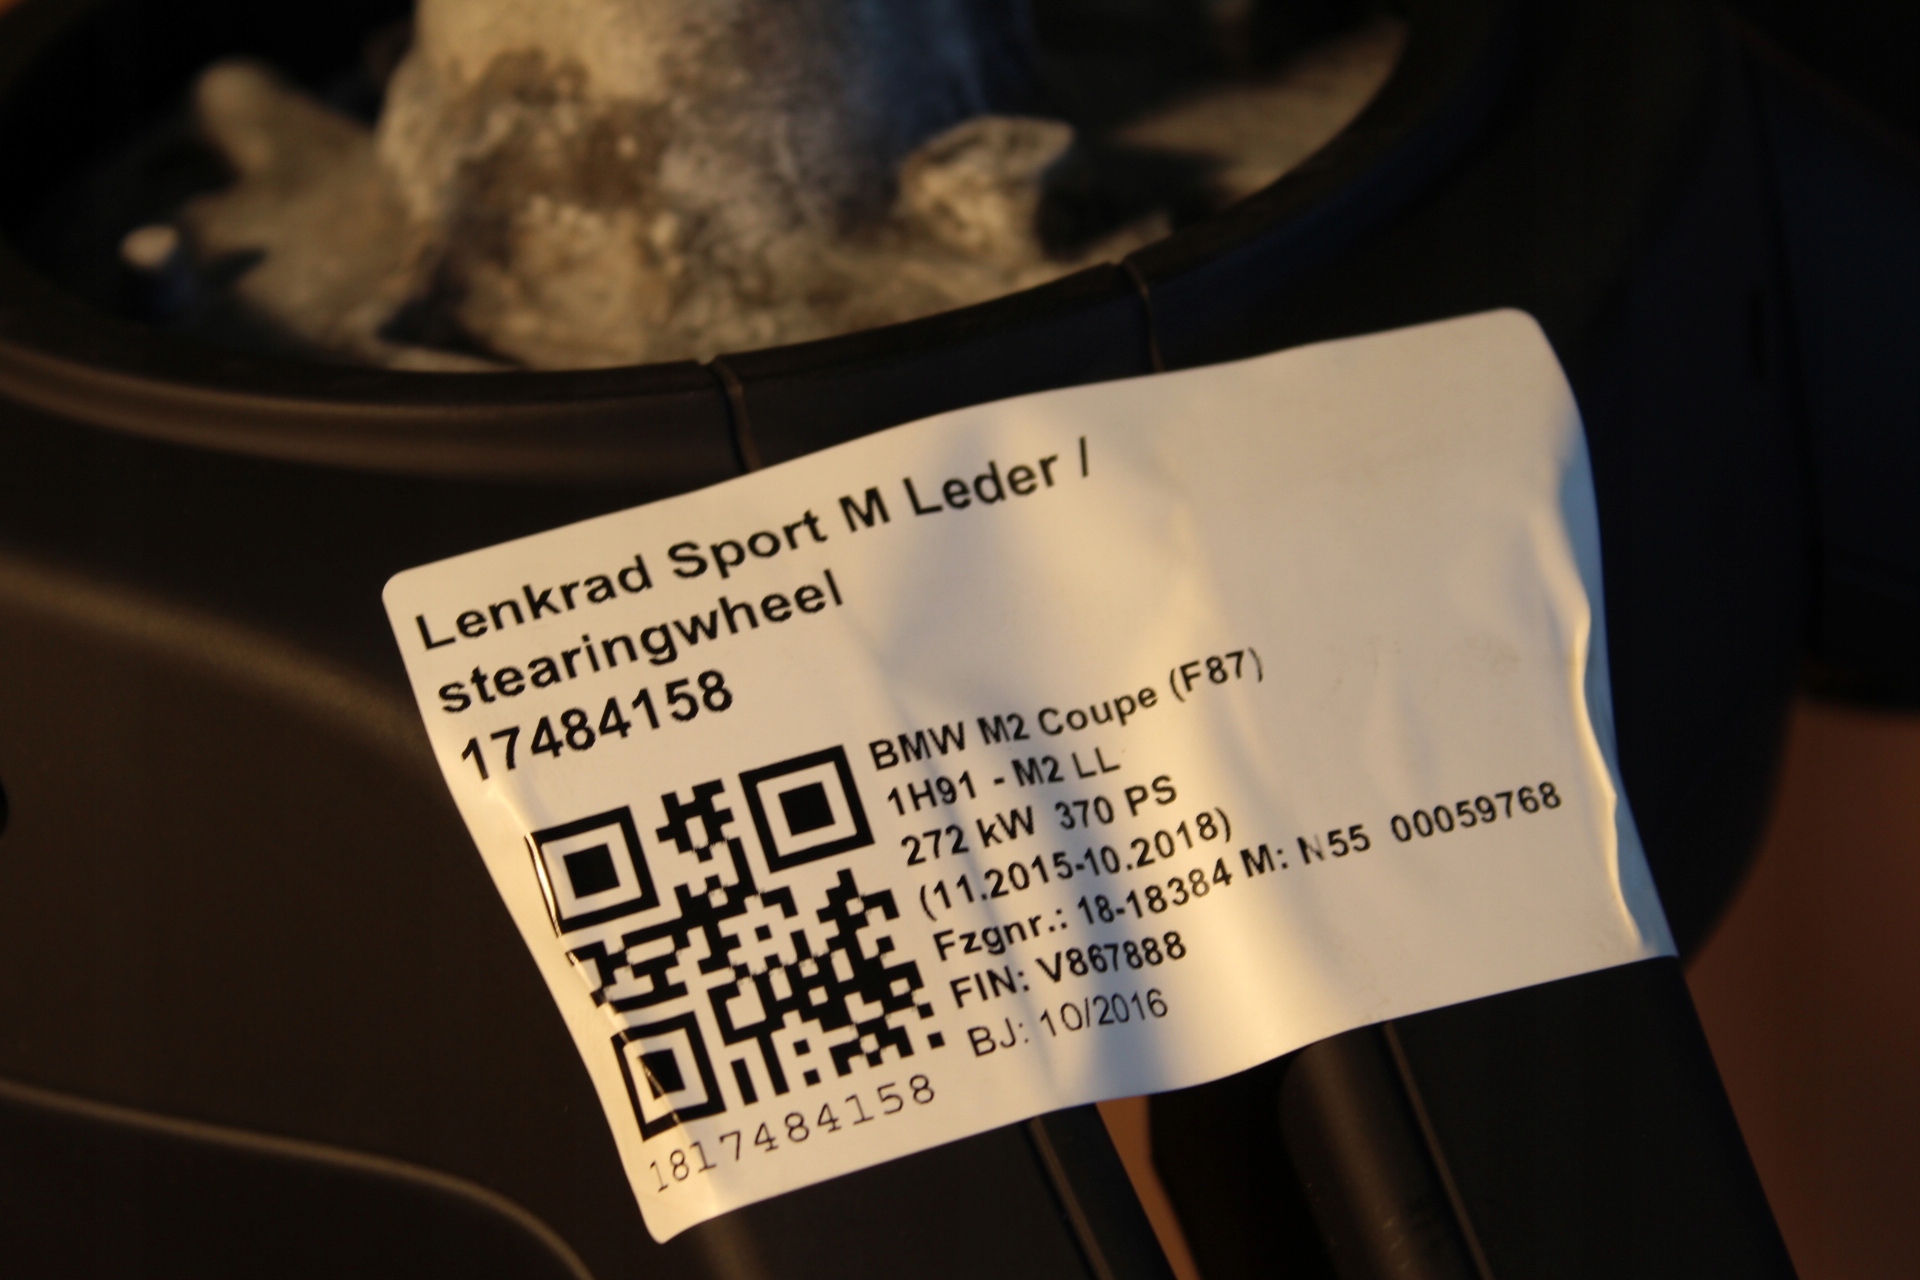 Lenkrad Sport M Leder /
stearingwheel
17484158
BMW M2 Coupe (F87)
1H91 - M2 LL
272 kW 370 PS
(11.2015-10.2018)
Fzgnr.: 18-18384 M: N55 00059768
FIN: V867888
BJ: 10/2016
1817484158